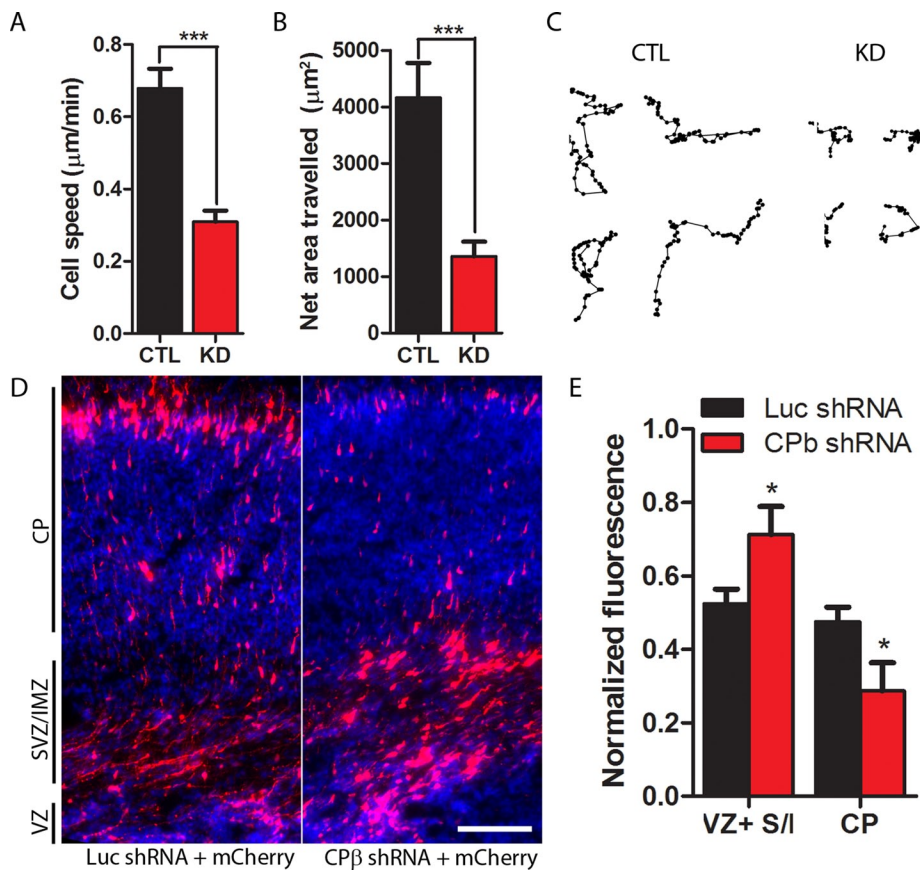 A
***
0.8
0.6
0.4
0.2
0.0
Cell speed (μm/min)
CTL KD
B
***
5000
4000
3000
2000
1000
0
Net area travelled (μm²)
CTL KD
C
CTL KD
D
CP
SVZ/IMZ
VZ
Luc shRNA + mCherry
CPβ shRNA + mCherry
E
Luc shRNA
CPb shRNA
1.0
0.8
0.6
0.4
0.2
0.0
Normalized fluorescence
*
*
VZ+ S/I CP